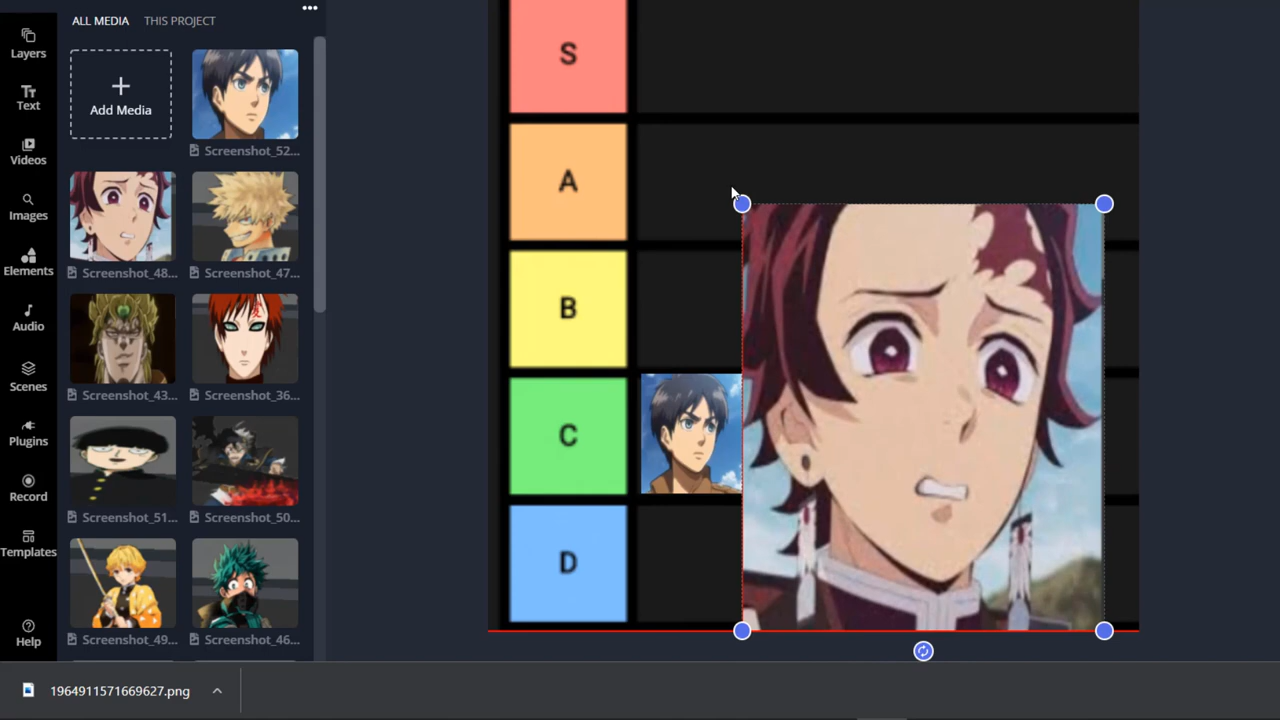 •••
ALL MEDIA THIS PROJECT
Layers
Text
Videos
Images
Elements
Audio
Scenes
Plugins
Record
Templates
Help
Add Media
Screenshot_52...
Screenshot_48...
Screenshot_47...
Screenshot_43...
Screenshot_36...
Screenshot_51...
Screenshot_50...
Screenshot_49...
Screenshot_46...
S
A
B
C
D
愛
1964911571669627.png